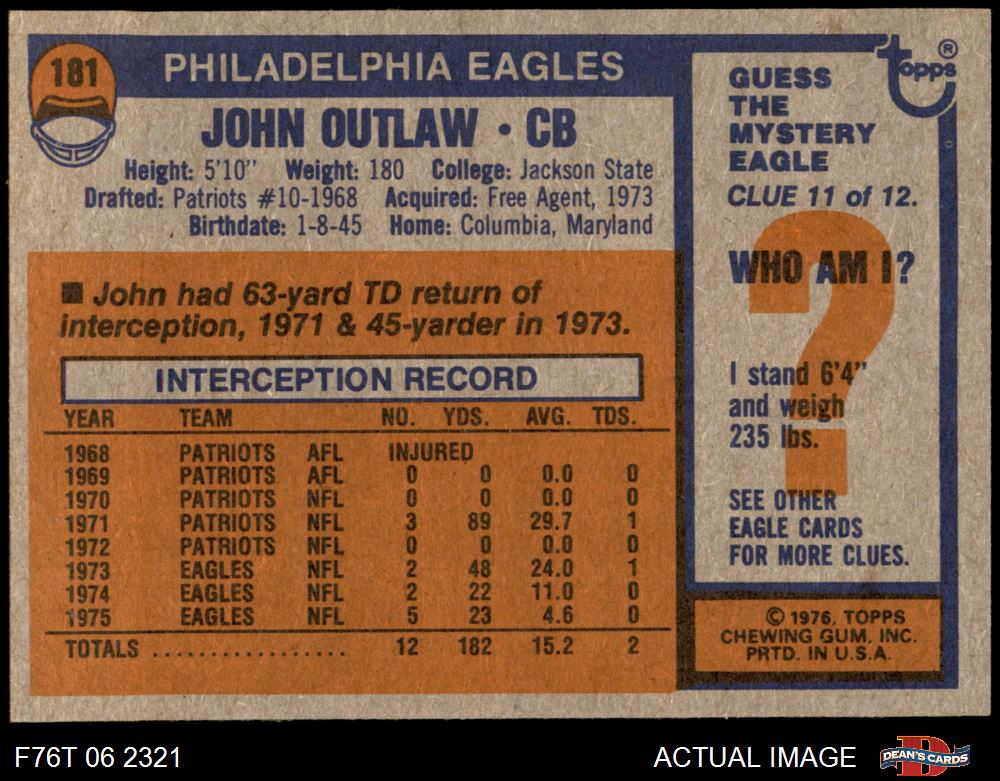 181
PHILADELPHIA EAGLES
JOHN OUTLAW • CB
Height: 5'10" Weight: 180 College: Jackson State
Drafted: Patriots #10-1968 Acquired: Free Agent, 1973
Birthdate: 1-8-45 Home: Columbia, Maryland
■ John had 63-yard TD return of
interception, 1971 & 45-yarder in 1973.
INTERCEPTION RECORD
YEAR TEAM NO. YDS. AVG. TDS.
1968 PATRIOTS AFL INJURED
1969 PATRIOTS AFL 0 0 0.0 0
1970 PATRIOTS NFL 0 0 0.0 0
1971 PATRIOTS NFL 3 89 29.7 1
1972 PATRIOTS NFL 0 0 0.0 0
1973 EAGLES NFL 2 48 24.0 1
1974 EAGLES NFL 2 22 11.0 0
1975 EAGLES NFL 5 23 4.6 0
TOTALS .................. 12 182 15.2 2
topps ®
GUESS
THE
MYSTERY
EAGLE
CLUE 11 of 12.
WHO AM I?
I stand 6'4"
and weigh
235 lbs.
SEE OTHER
EAGLE CARDS
FOR MORE CLUES.
© 1976, TOPPS
CHEWING GUM, INC.
PRTD. IN U.S.A.
F76T 06 2321
ACTUAL IMAGE
DEAN'S CARDS